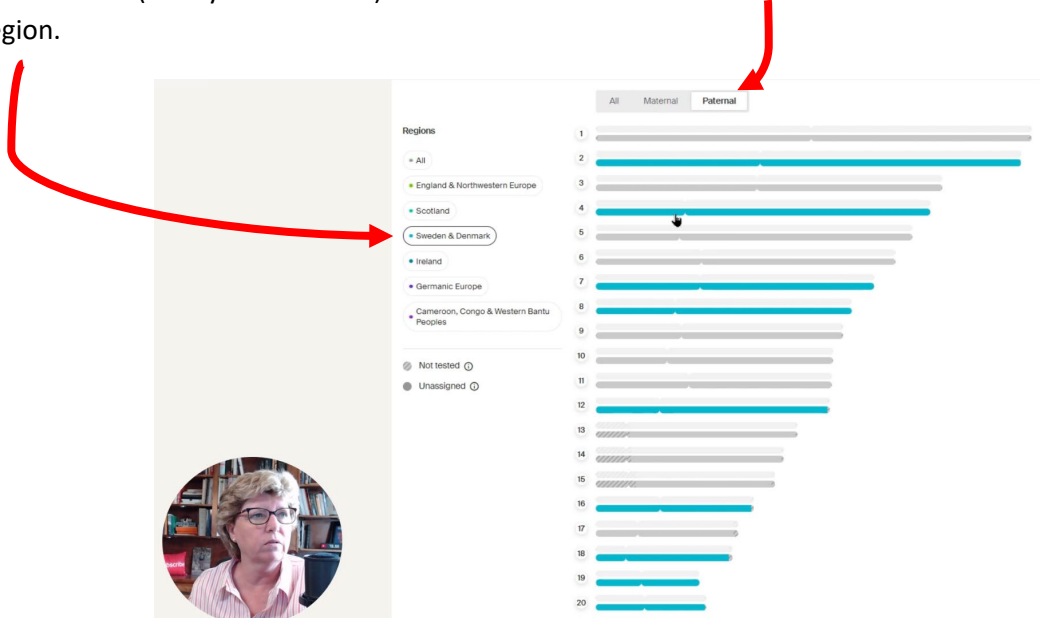 gion.
All Maternal Paternal
Regions
All
England & Northwestern Europe
Scotland
Sweden & Denmark
Ireland
Germanic Europe
Cameroon, Congo & Western Bantu
Peoples
Not tested
Unassigned
1
2
3
4
5
6
7
8
9
10
11
12
13
14
15
16
17
18
19
20